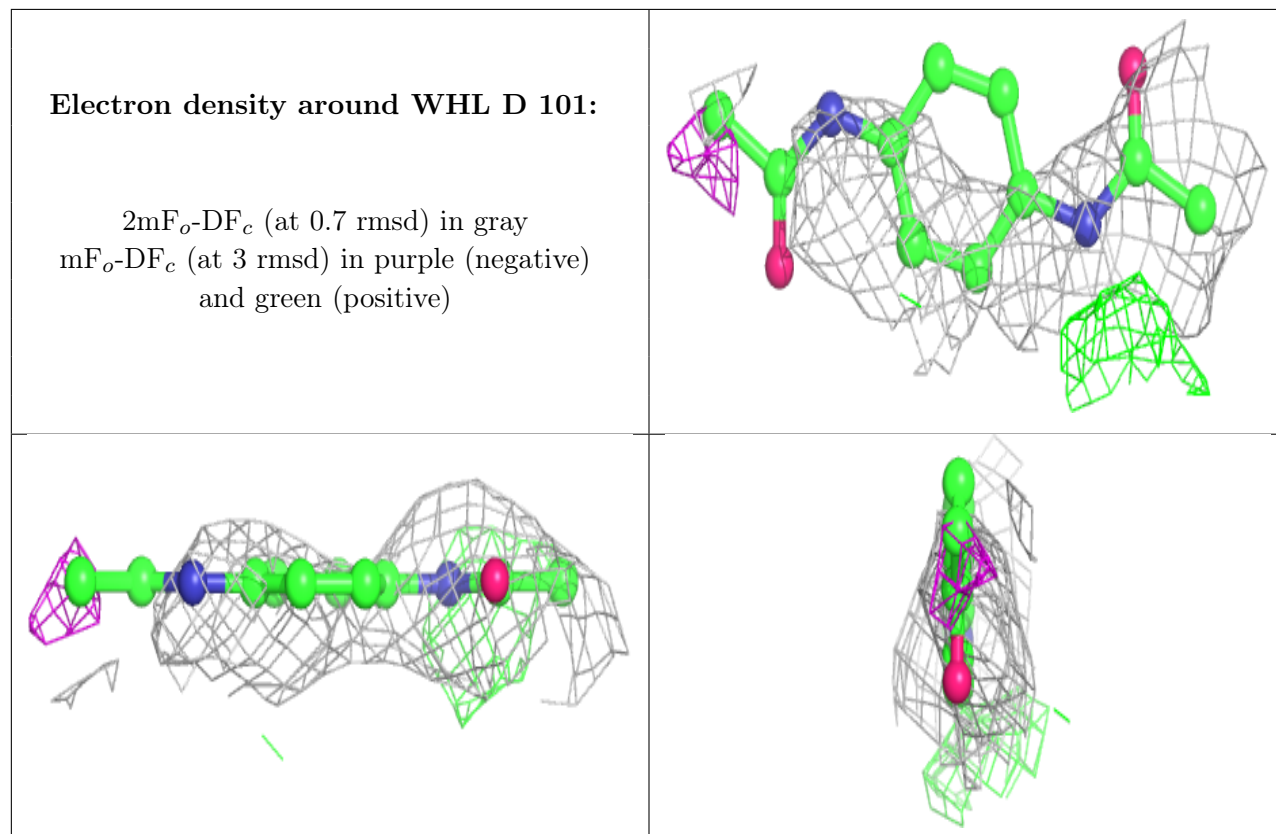 Electron density around WHL D 101:
2mFo-DFc (at 0.7 rmsd) in gray
mFo-DFc (at 3 rmsd) in purple (negative)
and green (positive)